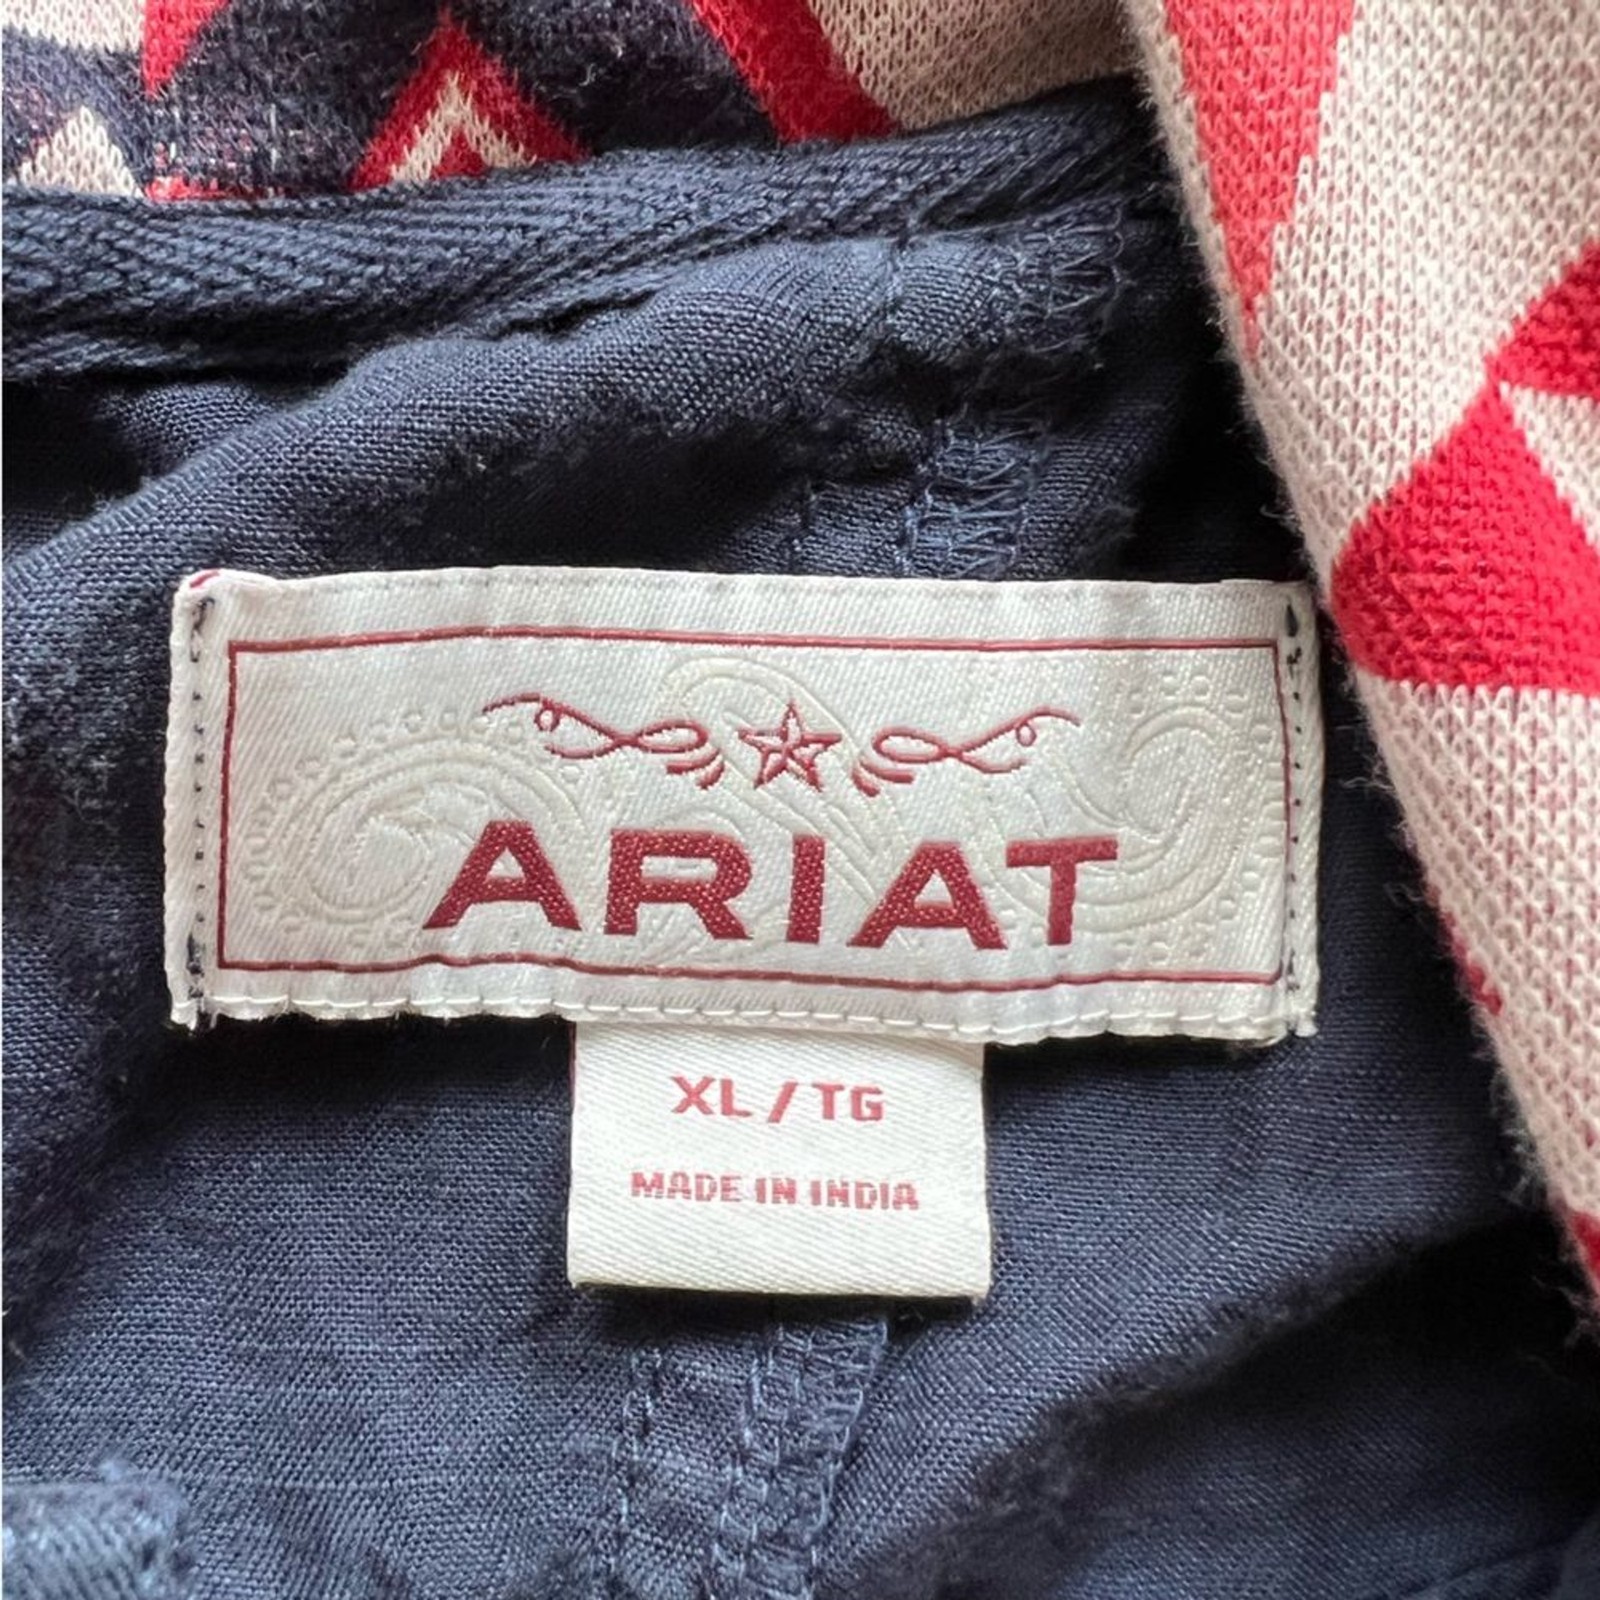 ARIAT
XL / TG
MADE IN INDIA